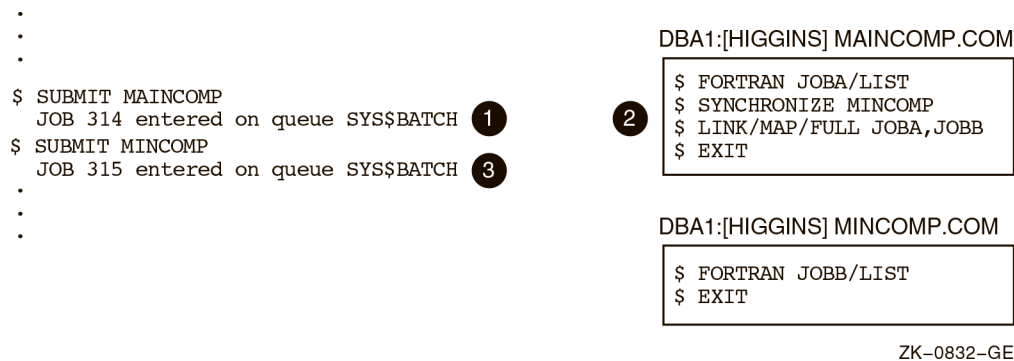 $ SUBMIT MAINCOMP
JOB 314 entered on queue SYS$BATCH 1
$ SUBMIT MINCOMP
JOB 315 entered on queue SYS$BATCH 3
DBA1:[HIGGINS] MAINCOMP.COM
$ FORTRAN JOBA/LIST
2 $ SYNCHRONIZE MINCOMP
$ LINK/MAP/FULL JOBA,JOBB
$ EXIT
DBA1:[HIGGINS] MINCOMP.COM
$ FORTRAN JOBB/LIST
$ EXIT
ZK–0832–GE